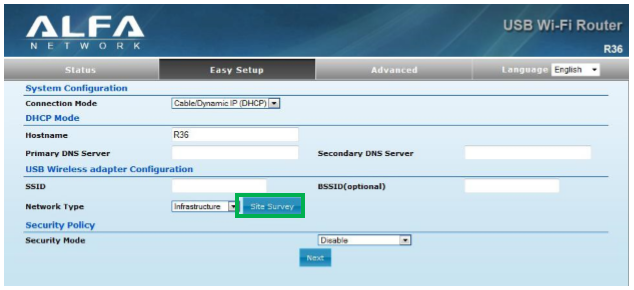 ALFA
NETWORK
USB Wi-Fi Router
R36
Status Easy Setup Advanced Language English
System Configuration
Connection Mode Cable/Dynamic IP (DHCP)
DHCP Mode
Hostname R36
Primary DNS Server Secondary DNS Server
USB Wireless adapter Configuration
SSID BSSID(optional)
Network Type Infrastructure Site Survey
Security Policy
Security Mode Disable
Next